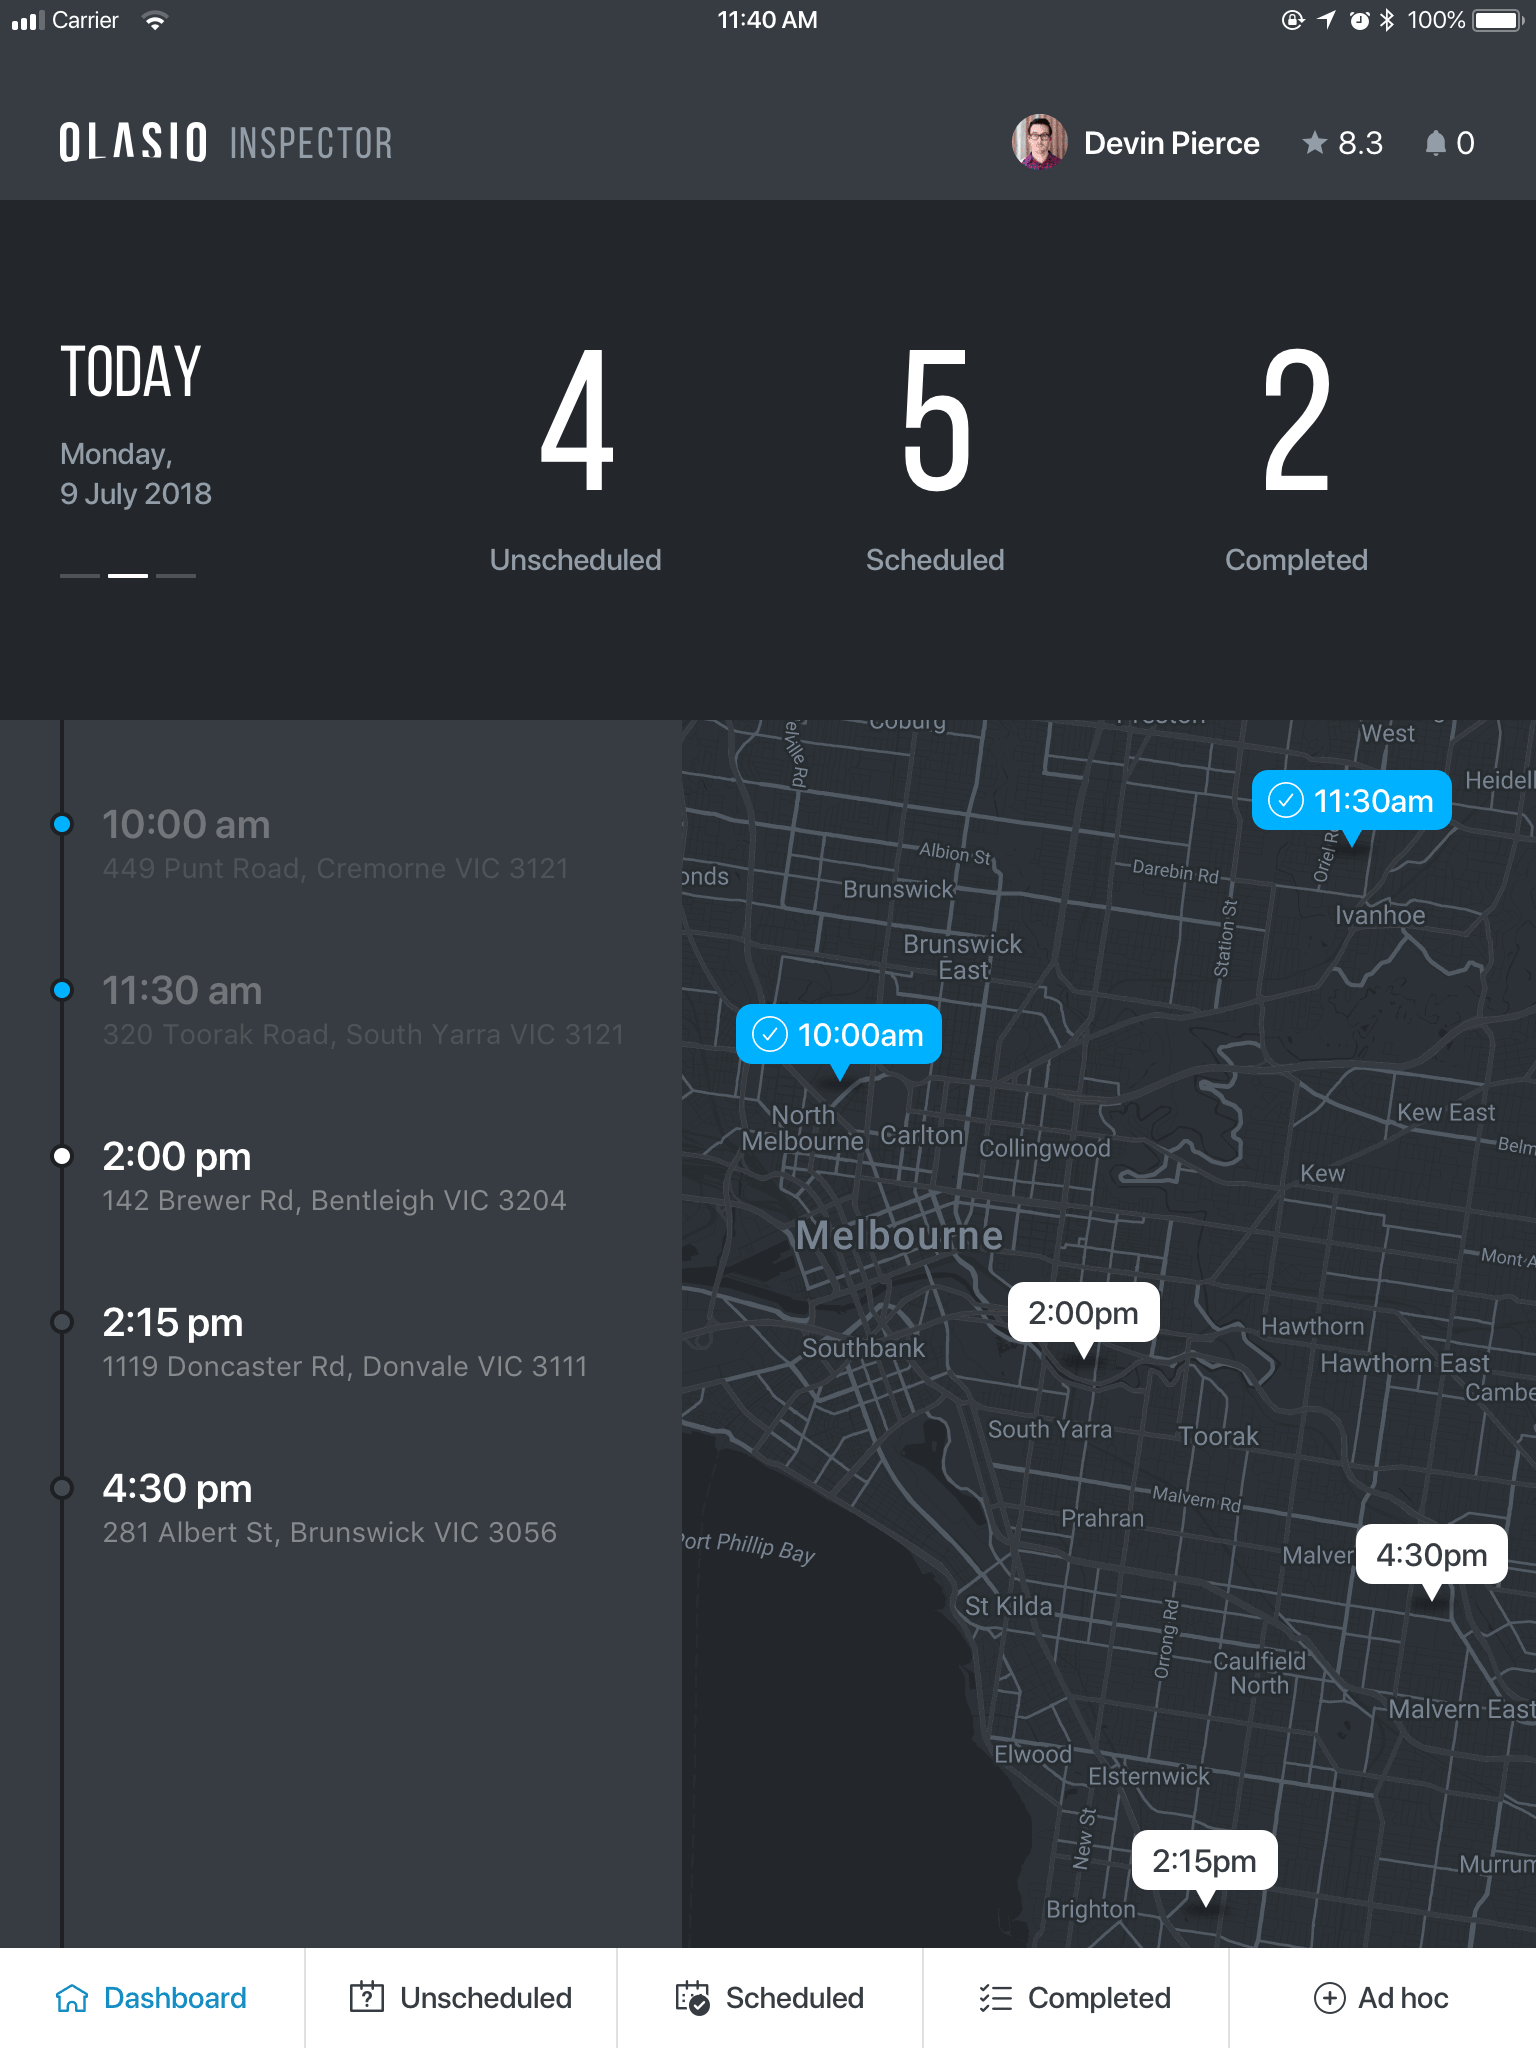 Carrier
11:40 AM
100%
OLASIO INSPECTOR
Devin Pierce
8.3
0
TODAY
Monday,
9 July 2018
4
Unscheduled
5
Scheduled
2
Completed
10:00 am
449 Punt Road, Cremorne VIC 3121
11:30 am
320 Toorak Road, South Yarra VIC 3121
2:00 pm
142 Brewer Rd, Bentleigh VIC 3204
2:15 pm
1119 Doncaster Rd, Donvale VIC 3111
4:30 pm
281 Albert St, Brunswick VIC 3056
Coburg
Preston
West
elville Rd
Heidell
11:30am
Oriel R
Albion St
onds
Brunswick
Darebin Rd
Station St
Ivanhoe
Brunswick
East
10:00am
North
Melbourne
Carlton
Collingwood
Kew East
Belm
Kew
Melbourne
Mont A
2:00pm
Hawthorn
Southbank
Hawthorn East
Cambe
South Yarra
Toorak
Malvern Rd
Prahran
Port Phillip Bay
Malver
4:30pm
St Kilda
Orrong Rd
Caulfield
North
Malvern East
Elwood
Elsternwick
New St
2:15pm
Murrum
Brighton
Dashboard
Unscheduled
Scheduled
Completed
Ad hoc